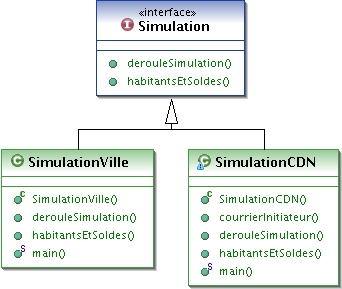 «interface»
Simulation
derouleSimulation()
habitantsEtSoldes()
SimulationVille
SimulationVille()
derouleSimulation()
habitantsEtSoldes()
main()
SimulationCDN
SimulationCDN()
courrierInitiateur()
derouleSimulation()
habitantsEtSoldes()
main()